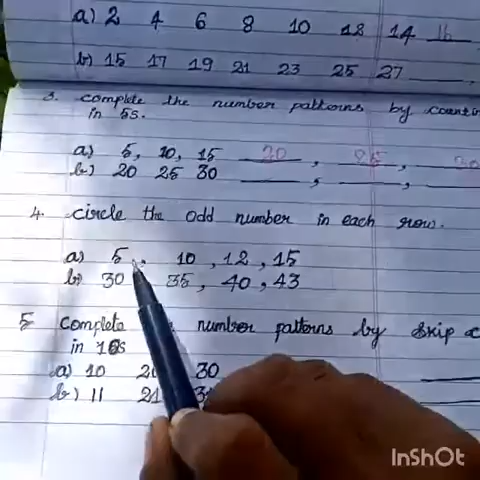 a) 2 4 6 8 10 12 14 16
b) 15 17 19 21 23 25 27
3. complete the number patterns by
in 5s.
a) 5, 10, 15 20, 25, 30
b) 20 25 30
4. circle the odd number in each row.
a) 5, 10, 12, 15
b) 30 35, 40, 43
5 complete number patterns by skip
in 10s
a) 10 30
b) 11 21
InShOt